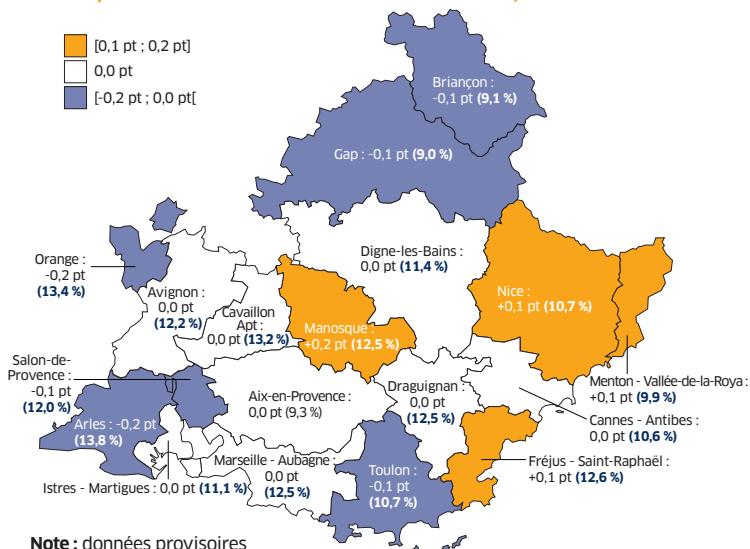 [0,1 pt ; 0,2 pt]
0,0 pt
[-0,2 pt ; 0,0 pt[
Briançon :
-0,1 pt (9,1 %)
Gap : -0,1 pt (9,0 %)
Orange :
-0,2 pt
(13,4 %)
Avignon :
0,0 pt
(12,2 %)
Cavaillon
Apt :
0,0 pt (13,2 %)
Digne-les-Bains :
0,0 pt (11,4 %)
Manosque :
+0,2 pt (12,5 %)
Nice :
+0,1 pt (10,7 %)
Menton - Vallée-de-la-Roya :
+0,1 pt (9,9 %)
Salon-de-
Provence :
-0,1 pt
(12,0 %)
Arles : -0,2 pt
(13,8 %)
Aix-en-Provence :
0,0 pt (9,3 %)
Draguignan :
0,0 pt
(12,5 %)
Cannes - Antibes :
0,0 pt (10,6 %)
Fréjus - Saint-Raphaël :
+0,1 pt (12,6 %)
Istres - Martigues : 0,0 pt (11,1 %)
Marseille - Aubagne :
0,0 pt
(12,5 %)
Toulon :
-0,1 pt
(10,7 %)
Note : données provisoires